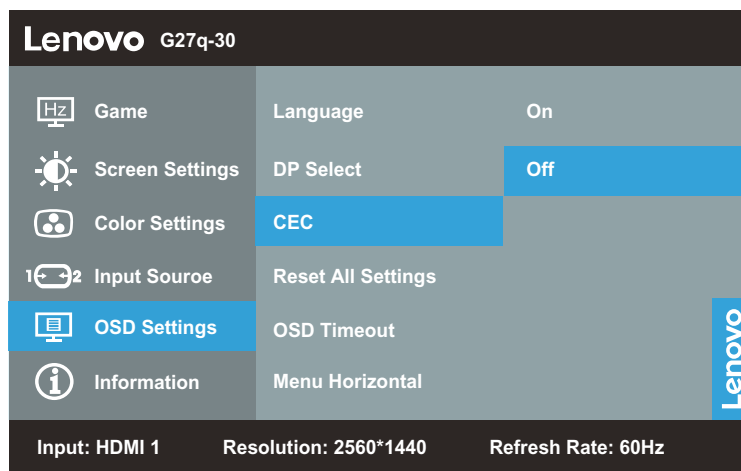 Lenovo G27q-30
Hz Game Language On
Screen Settings DP Select Off
Color Settings CEC
1 2 Input Souroe Reset All Settings
OSD Settings OSD Timeout
Information Menu Horizontal
Lenovo
Input: HDMI 1 Resolution: 2560*1440 Refresh Rate: 60Hz